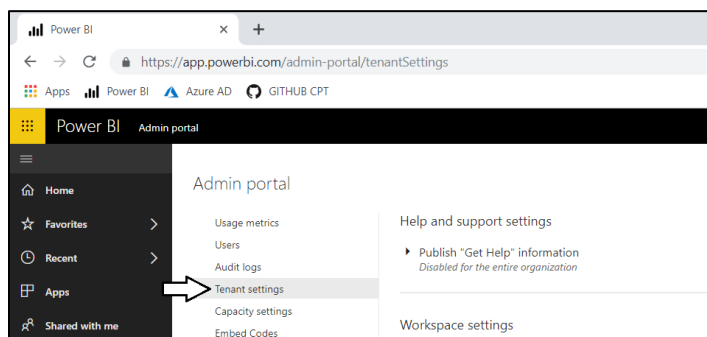 Power BI
https://app.powerbi.com/admin-portal/tenantSettings
Apps Power BI Azure AD GITHUB CPT
Power BI Admin portal
Home
Favorites
Recent
Apps
Shared with me
Admin portal
Usage metrics
Users
Audit logs
Tenant settings
Capacity settings
Embed Codes
Help and support settings
Publish "Get Help" information
Disabled for the entire organization
Workspace settings